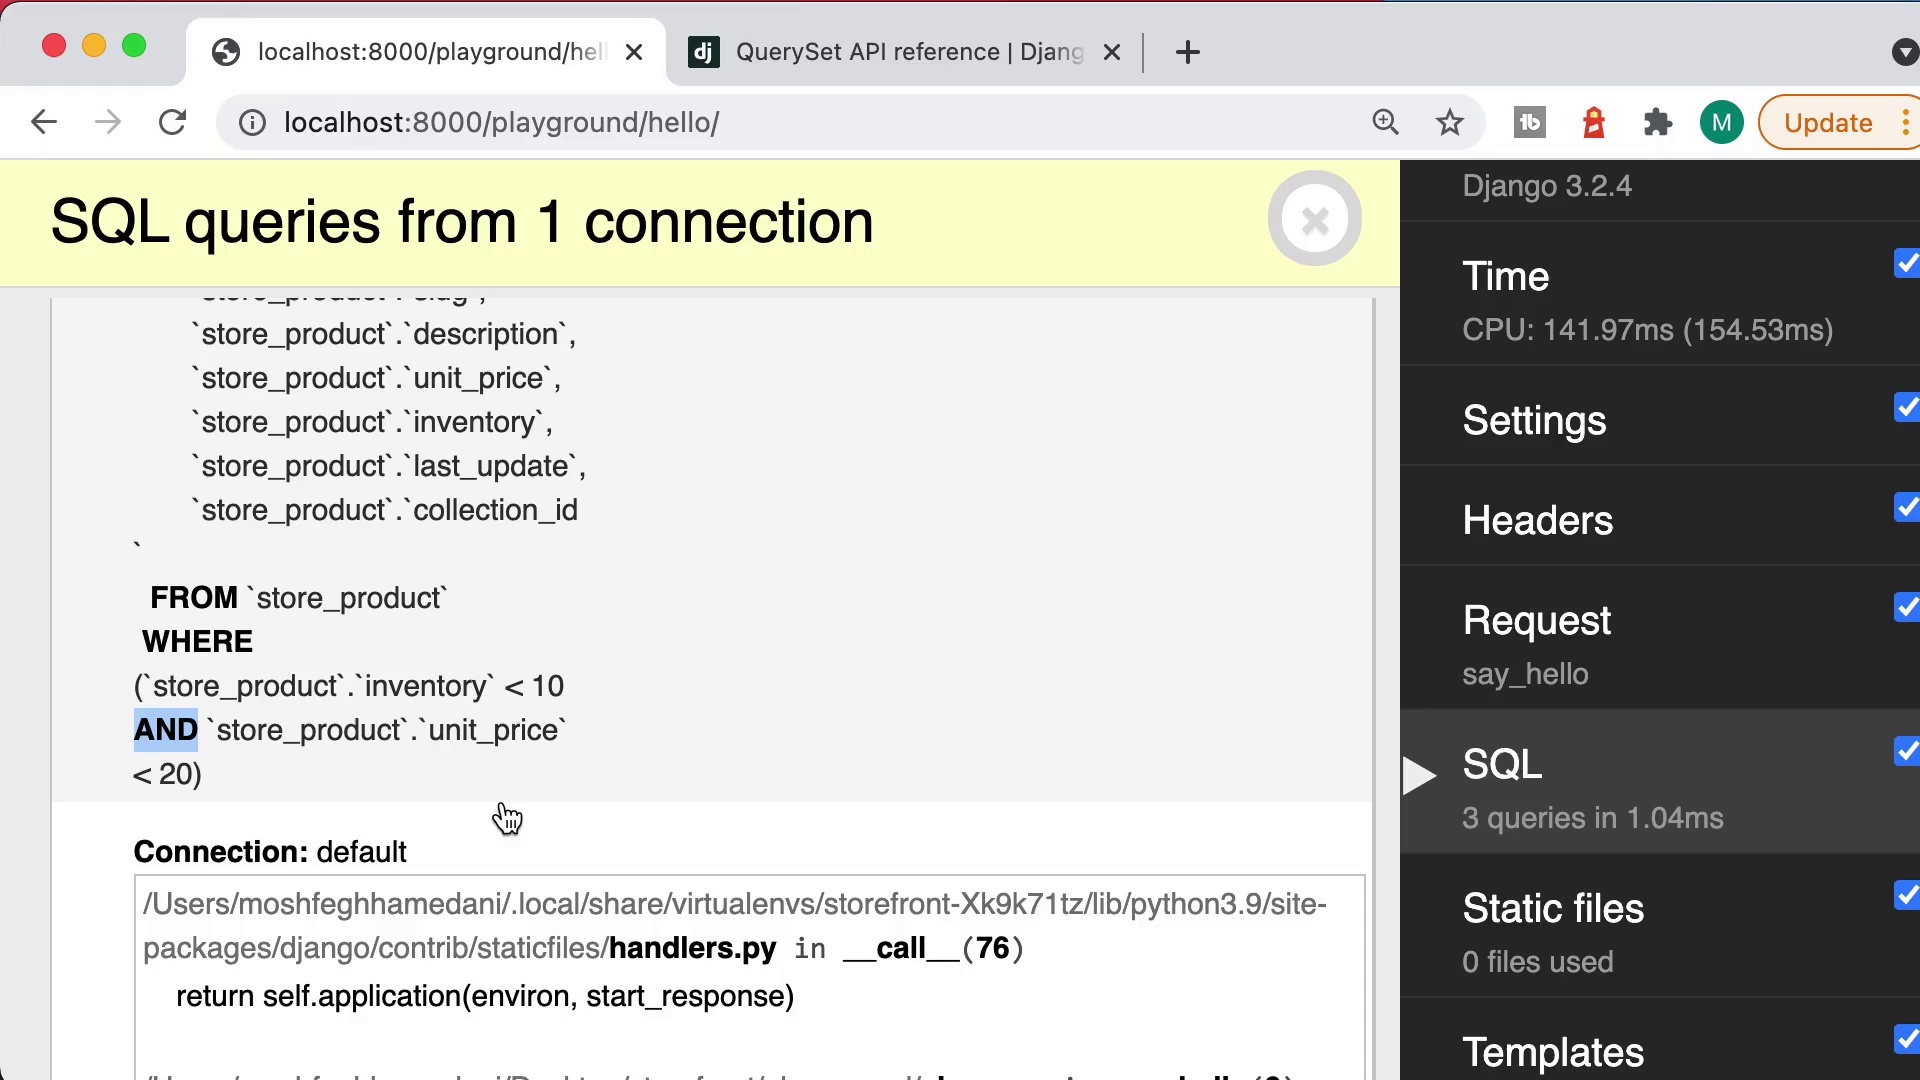 localhost:8000/playground/hell
QuerySet API reference | Djang
localhost:8000/playground/hello/
M
Update
SQL queries from 1 connection
`store_product`.`slug`,
`store_product`.`description`,
`store_product`.`unit_price`,
`store_product`.`inventory`,
`store_product`.`last_update`,
`store_product`.`collection_id
`
FROM `store_product`
WHERE
(`store_product`.`inventory` < 10
AND `store_product`.`unit_price`
< 20)
Connection: default
/Users/moshfeghhamedani/.local/share/virtualenvs/storefront-Xk9k71tz/lib/python3.9/site-
packages/django/contrib/staticfiles/handlers.py in __call__(76)
return self.application(environ, start_response)
Django 3.2.4
Time
CPU: 141.97ms (154.53ms)
Settings
Headers
Request
say_hello
SQL
3 queries in 1.04ms
Static files
0 files used
Templates